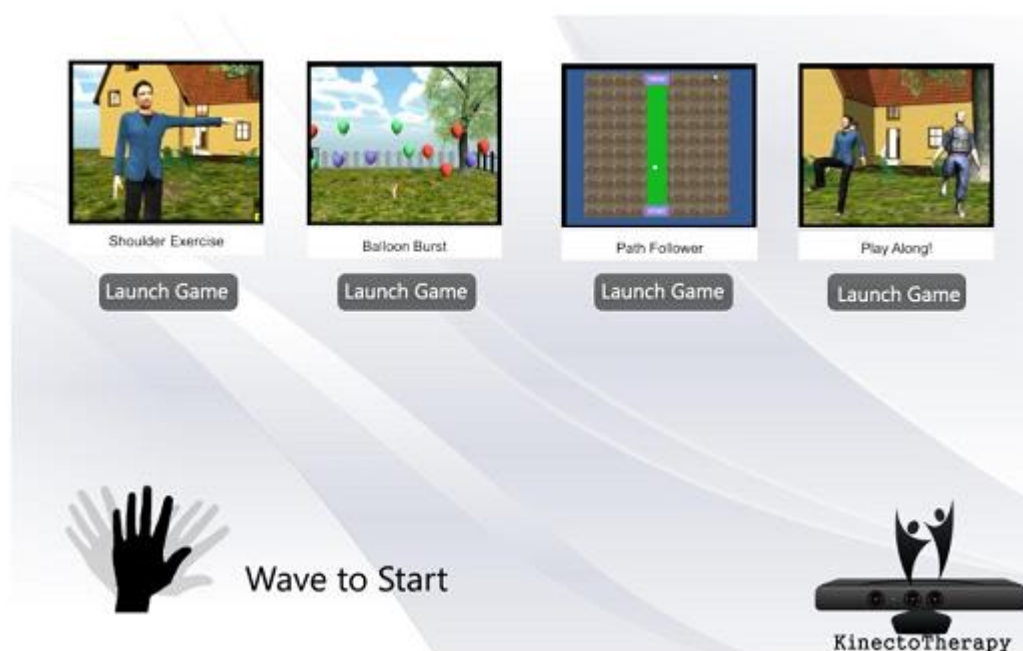 Shoulder Exercise
Balloon Burst
Path Follower
Play Along!
Launch Game
Launch Game
Launch Game
Launch Game
Wave to Start
KinectoTherapy